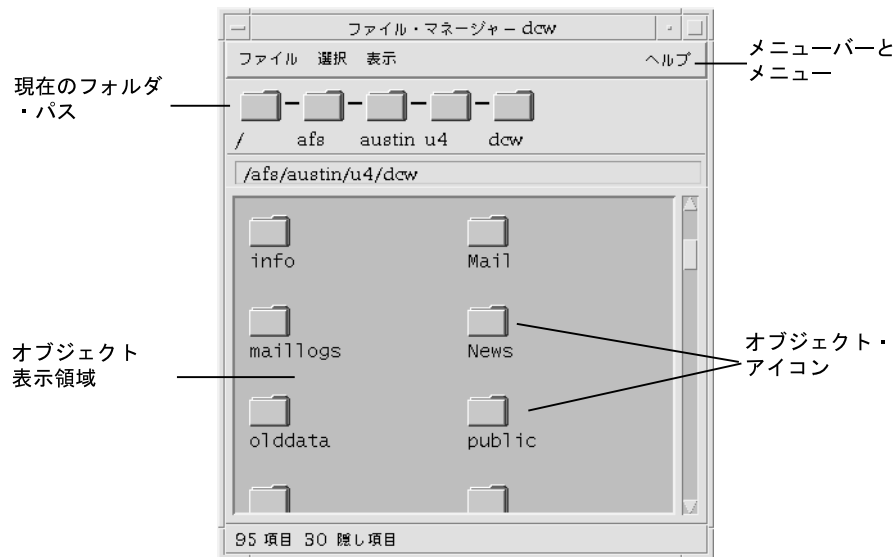 ファイル・マネージャー – dcw
ファイル 選択 表示 ヘルプ
メニューバーと
メニュー
現在のフォルダ
・パス
/ afs austin u4 dcw
/afs/austin/u4/dcw
info Mail
maillogs News
オブジェクト
表示領域
オブジェクト・
アイコン
olddata public
95 項目 30 隠し項目